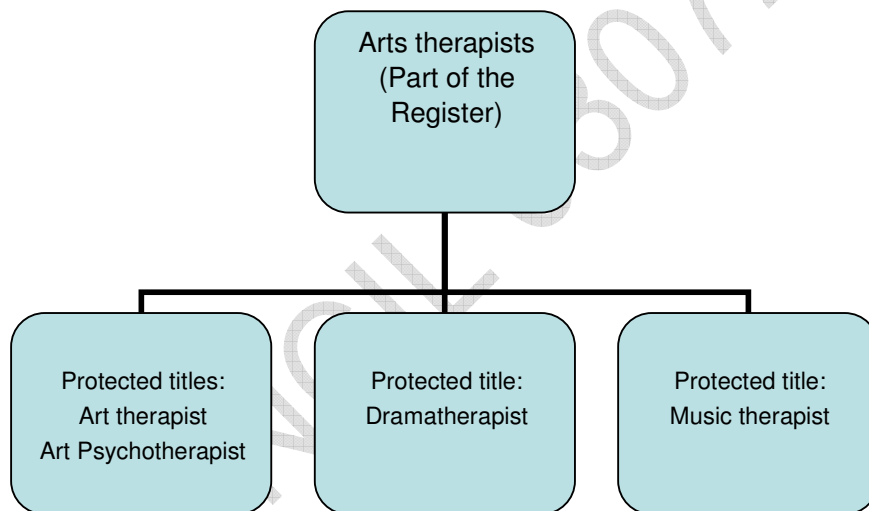 Arts therapists
(Part of the
Register)
Protected titles:
Art therapist
Art Psychotherapist
Protected title:
Dramatherapist
Protected title:
Music therapist